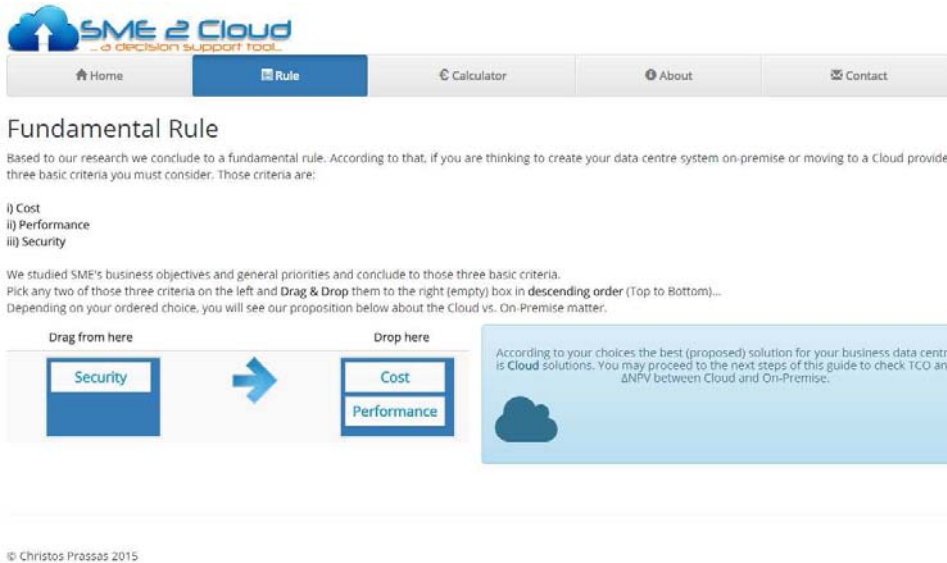 SME 2 Cloud
... a decision support tool...
Home
Rule
€ Calculator
About
Contact
Fundamental Rule
Based to our research we conclude to a fundamental rule. According to that, if you are thinking to create your data centre system on-premise or moving to a Cloud provide
three basic criteria you must consider. Those criteria are:
i) Cost
ii) Performance
iii) Security
We studied SME's business objectives and general priorities and conclude to those three basic criteria.
Pick any two of those three criteria on the left and Drag & Drop them to the right (empty) box in descending order (Top to Bottom)...
Depending on your ordered choice, you will see our proposition below about the Cloud vs. On-Premise matter.
Drag from here
Drop here
Security
Cost
Performance
According to your choices the best (proposed) solution for your business data centr
is Cloud solutions. You may proceed to the next steps of this guide to check TCO an
ΔNPV between Cloud and On-Premise.
© Christos Prassas 2015